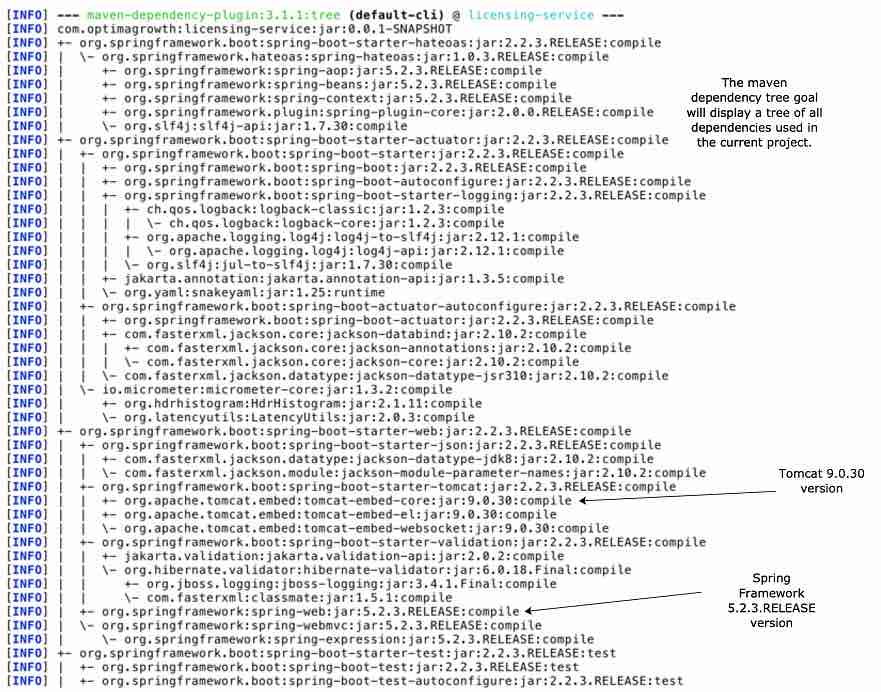 [INFO] --- maven-dependency-plugin:3.1.1:tree (default-cli) @ licensing-service ---
[INFO] com.optimagrowth:licensing-service:jar:0.0.1-SNAPSHOT
[INFO] +- org.springframework.boot:spring-boot-starter-hateoas:jar:2.2.3.RELEASE:compile
[INFO] |  \- org.springframework.hateoas:spring-hateoas:jar:1.0.3.RELEASE:compile
[INFO] |     +- org.springframework:spring-aop:jar:5.2.3.RELEASE:compile
[INFO] |     +- org.springframework:spring-beans:jar:5.2.3.RELEASE:compile
[INFO] |     +- org.springframework:spring-context:jar:5.2.3.RELEASE:compile
[INFO] |     +- org.springframework.plugin:spring-plugin-core:jar:2.0.0.RELEASE:compile
[INFO] |     \- org.slf4j:slf4j-api:jar:1.7.30:compile
The maven
dependency tree goal
will display a tree of all
dependencies used in
the current project.
[INFO] +- org.springframework.boot:spring-boot-starter-actuator:jar:2.2.3.RELEASE:compile
[INFO] |  +- org.springframework.boot:spring-boot-starter:jar:2.2.3.RELEASE:compile
[INFO] |  |  +- org.springframework.boot:spring-boot:jar:2.2.3.RELEASE:compile
[INFO] |  |  +- org.springframework.boot:spring-boot-autoconfigure:jar:2.2.3.RELEASE:compile
[INFO] |  |  +- org.springframework.boot:spring-boot-starter-logging:jar:2.2.3.RELEASE:compile
[INFO] |  |  |  +- ch.qos.logback:logback-classic:jar:1.2.3:compile
[INFO] |  |  |  |  \- ch.qos.logback:logback-core:jar:1.2.3:compile
[INFO] |  |  |  +- org.apache.logging.log4j:log4j-to-slf4j:jar:2.12.1:compile
[INFO] |  |  |  |  \- org.apache.logging.log4j:log4j-api:jar:2.12.1:compile
[INFO] |  |  |  \- org.slf4j:jul-to-slf4j:jar:1.7.30:compile
[INFO] |  |  +- jakarta.annotation:jakarta.annotation-api:jar:1.3.5:compile
[INFO] |  |  \- org.yaml:snakeyaml:jar:1.25:runtime
[INFO] |  +- org.springframework.boot:spring-boot-actuator-autoconfigure:jar:2.2.3.RELEASE:compile
[INFO] |  |  +- org.springframework.boot:spring-boot-actuator:jar:2.2.3.RELEASE:compile
[INFO] |  |  +- com.fasterxml.jackson.core:jackson-databind:jar:2.10.2:compile
[INFO] |  |  |  +- com.fasterxml.jackson.core:jackson-annotations:jar:2.10.2:compile
[INFO] |  |  |  \- com.fasterxml.jackson.core:jackson-core:jar:2.10.2:compile
[INFO] |  |  \- com.fasterxml.jackson.datatype:jackson-datatype-jsr310:jar:2.10.2:compile
[INFO] |  \- io.micrometer:micrometer-core:jar:1.3.2:compile
[INFO] |     +- org.hdrhistogram:HdrHistogram:jar:2.1.11:compile
[INFO] |     \- org.latencyutils:LatencyUtils:jar:2.0.3:compile
[INFO] +- org.springframework.boot:spring-boot-starter-web:jar:2.2.3.RELEASE:compile
[INFO] |  +- org.springframework.boot:spring-boot-starter-json:jar:2.2.3.RELEASE:compile
[INFO] |  |  +- com.fasterxml.jackson.datatype:jackson-datatype-jdk8:jar:2.10.2:compile
[INFO] |  |  \- com.fasterxml.jackson.module:jackson-module-parameter-names:jar:2.10.2:compile
[INFO] |  +- org.springframework.boot:spring-boot-starter-tomcat:jar:2.2.3.RELEASE:compile
[INFO] |  |  +- org.apache.tomcat.embed:tomcat-embed-core:jar:9.0.30:compile
Tomcat 9.0.30
version
[INFO] |  |  +- org.apache.tomcat.embed:tomcat-embed-el:jar:9.0.30:compile
[INFO] |  |  \- org.apache.tomcat.embed:tomcat-embed-websocket:jar:9.0.30:compile
[INFO] |  +- org.springframework.boot:spring-boot-starter-validation:jar:2.2.3.RELEASE:compile
[INFO] |  |  +- jakarta.validation:jakarta.validation-api:jar:2.0.2:compile
[INFO] |  |  \- org.hibernate.validator:hibernate-validator:jar:6.0.18.Final:compile
[INFO] |  |     +- org.jboss.logging:jboss-logging:jar:3.4.1.Final:compile
[INFO] |  |     \- com.fasterxml:classmate:jar:1.5.1:compile
[INFO] |  +- org.springframework:spring-web:jar:5.2.3.RELEASE:compile
Spring
Framework
5.2.3.RELEASE
version
[INFO] |  \- org.springframework:spring-webmvc:jar:5.2.3.RELEASE:compile
[INFO] |     \- org.springframework:spring-expression:jar:5.2.3.RELEASE:compile
[INFO] +- org.springframework.boot:spring-boot-starter-test:jar:2.2.3.RELEASE:test
[INFO] |  +- org.springframework.boot:spring-boot-test:jar:2.2.3.RELEASE:test
[INFO] |  +- org.springframework.boot:spring-boot-test-autoconfigure:jar:2.2.3.RELEASE:test